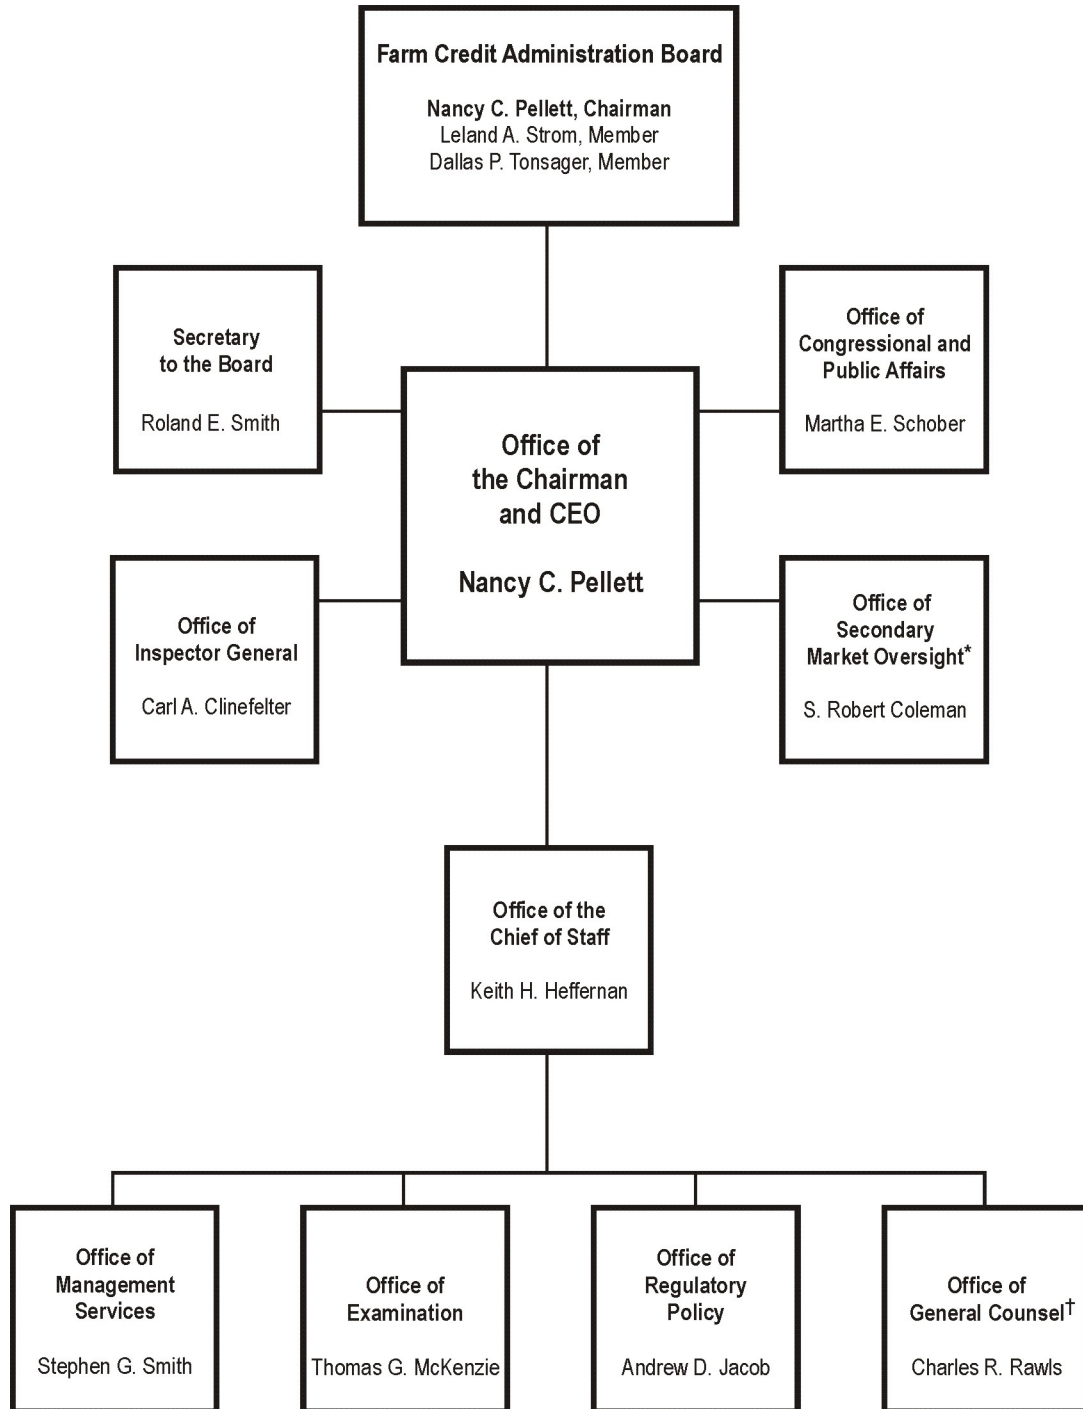 Farm Credit Administration Board
Nancy C. Pellett, Chairman
Leland A. Strom, Member
Dallas P. Tonsager, Member
Secretary
to the Board
Roland E. Smith
Office of
Congressional and
Public Affairs
Martha E. Schober
Office of
the Chairman
and CEO
Nancy C. Pellett
Office of
Inspector General
Carl A. Clinefelter
Office of
Secondary
Market Oversight*
S. Robert Coleman
Office of the
Chief of Staff
Keith H. Heffernan
Office of
Management
Services
Stephen G. Smith
Office of
Examination
Thomas G. McKenzie
Office of
Regulatory
Policy
Andrew D. Jacob
Office of
General Counsel†
Charles R. Rawls